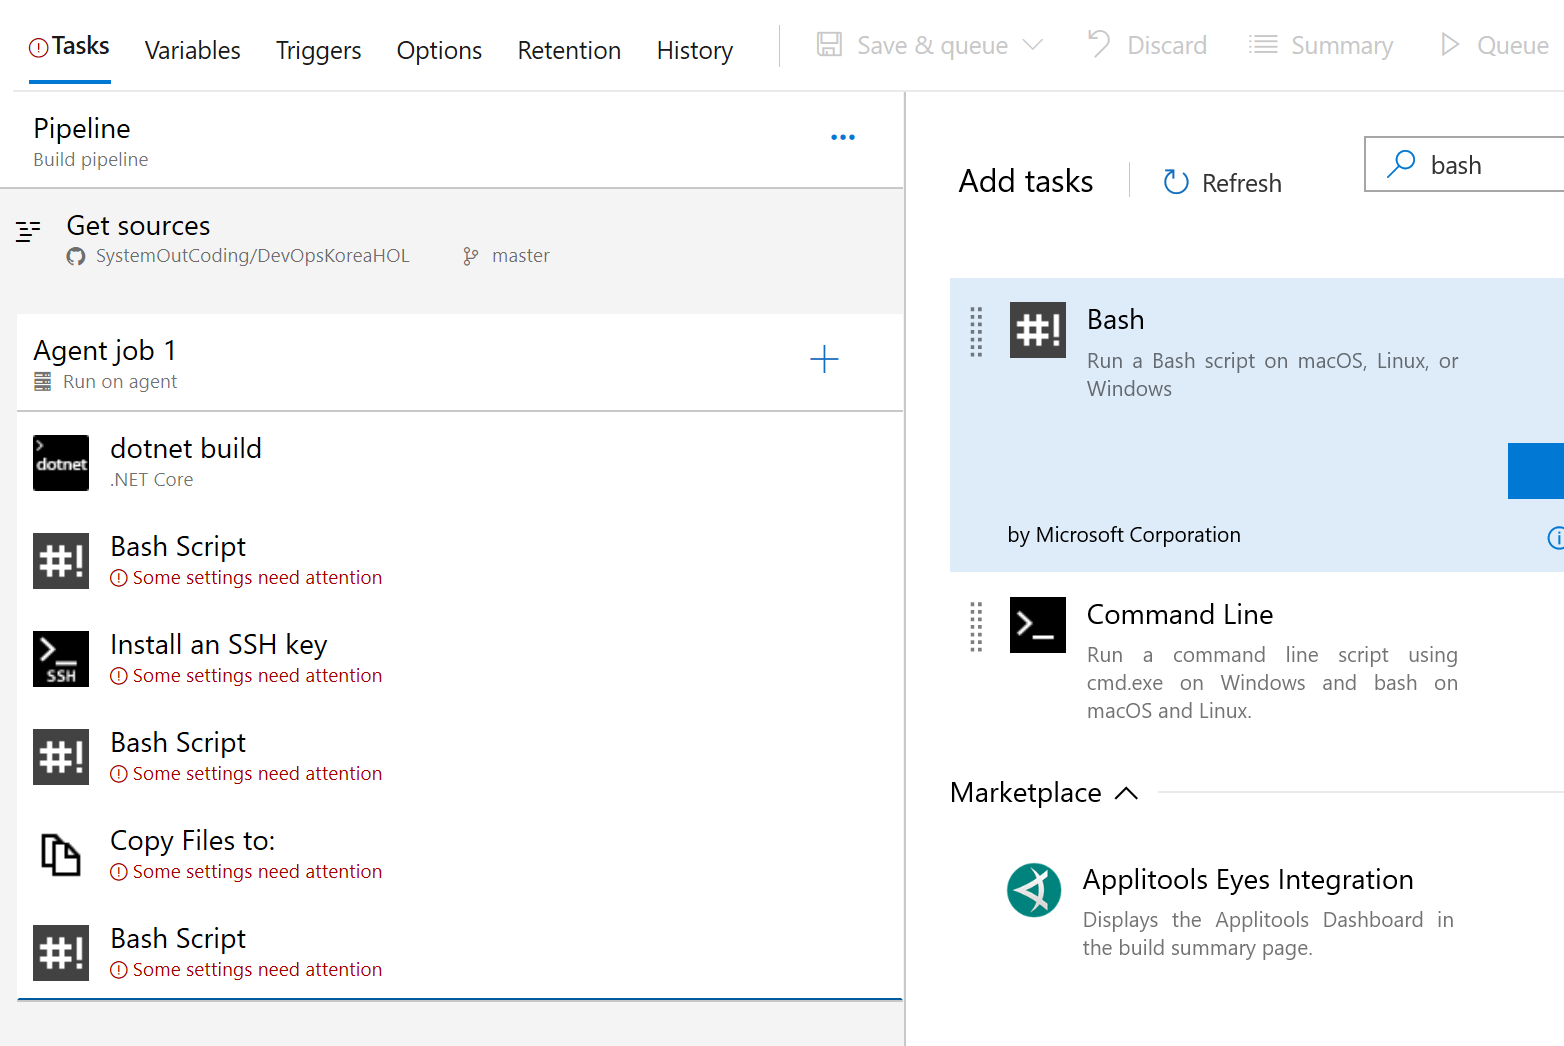 Tasks Variables Triggers Options Retention History Save & queue Discard Summary Queue
Pipeline
Build pipeline
Get sources
SystemOutCoding/DevOpsKoreaHOL master
Agent job 1
Run on agent
dotnet
dotnet build
.NET Core
#!
Bash Script
Some settings need attention
>_
SSH
Install an SSH key
Some settings need attention
#!
Bash Script
Some settings need attention
Copy Files to:
Some settings need attention
#!
Bash Script
Some settings need attention
Add tasks Refresh bash
#!
Bash
Run a Bash script on macOS, Linux, or
Windows
by Microsoft Corporation
>_
Command Line
Run a command line script using
cmd.exe on Windows and bash on
macOS and Linux.
Marketplace
Applitools Eyes Integration
Displays the Applitools Dashboard in
the build summary page.